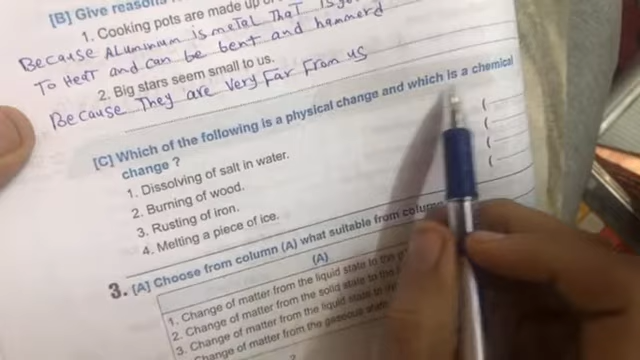 [B] Give reasons
1. Cooking pots are made up
Because ALuminum is meTaL ThaT is
To HeaT and can be bent and hammerd
2. Big stars seem small to us.
Because They are very Far From us
[C] Which of the following is a physical change and which is a chemical
change ?
1. Dissolving of salt in water. (
2. Burning of wood. (
3. Rusting of iron. (
4. Melting a piece of ice. (
3. [A] Choose from column (A) what suitable from column
(A)
1. Change of matter from the liquid state to the
2. Change of matter from the solid state to the
3. Change of matter from the liquid state to
Change of matter from the gaseous state